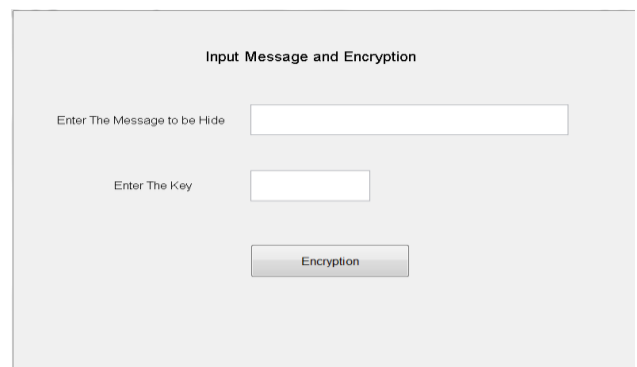 Input Message and Encryption
Enter The Message to be Hide
Enter The Key
Encryption